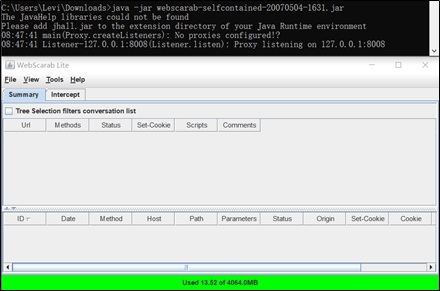 C:\Users\Levi\Downloads>java -jar webscarab-selfcontained-20070504-1631.jar
The JavaHelp libraries could not be found
Please add jhall.jar to the extension directory of your Java Runtime environment
08:47:41 main(Proxy.createListeners): No proxies configured!?
08:47:41 Listener-127.0.0.1:8008(Listener.listen): Proxy listening on 127.0.0.1:8008
WebScarab Lite
File View Tools Help
Summary Intercept
Tree Selection filters conversation list
Url Methods Status Set-Cookie Scripts Comments
ID Date Method Host Path Parameters Status Origin Set-Cookie Cookie
Used 13.52 of 4064.0MB